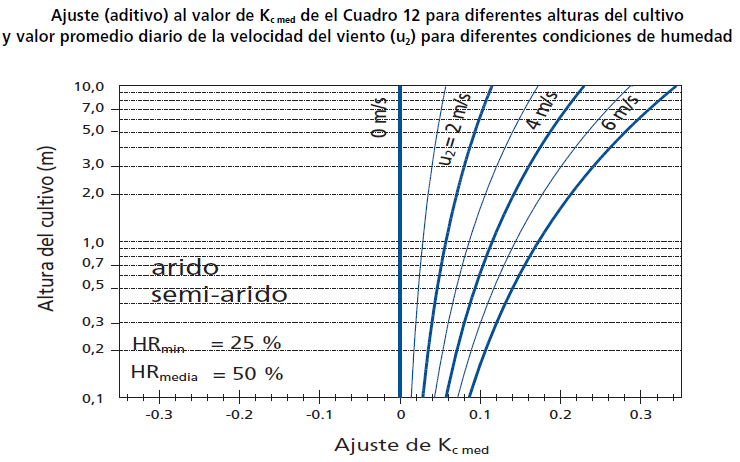 Ajuste (aditivo) al valor de Kc med de el Cuadro 12 para diferentes alturas del cultivo
y valor promedio diario de la velocidad del viento (u2) para diferentes condiciones de humedad
Altura del cultivo (m)
10,0
7,0
5,0
3,0
2,0
1,0
0,7
0,5
0,3
0,2
0,1
0 m/s
u2= 2 m/s
4 m/s
6 m/s
arido
semi-arido
HRmin = 25 %
HRmedia = 50 %
-0.3 -0.2 -0.1 0 0.1 0.2 0.3
Ajuste de Kc med